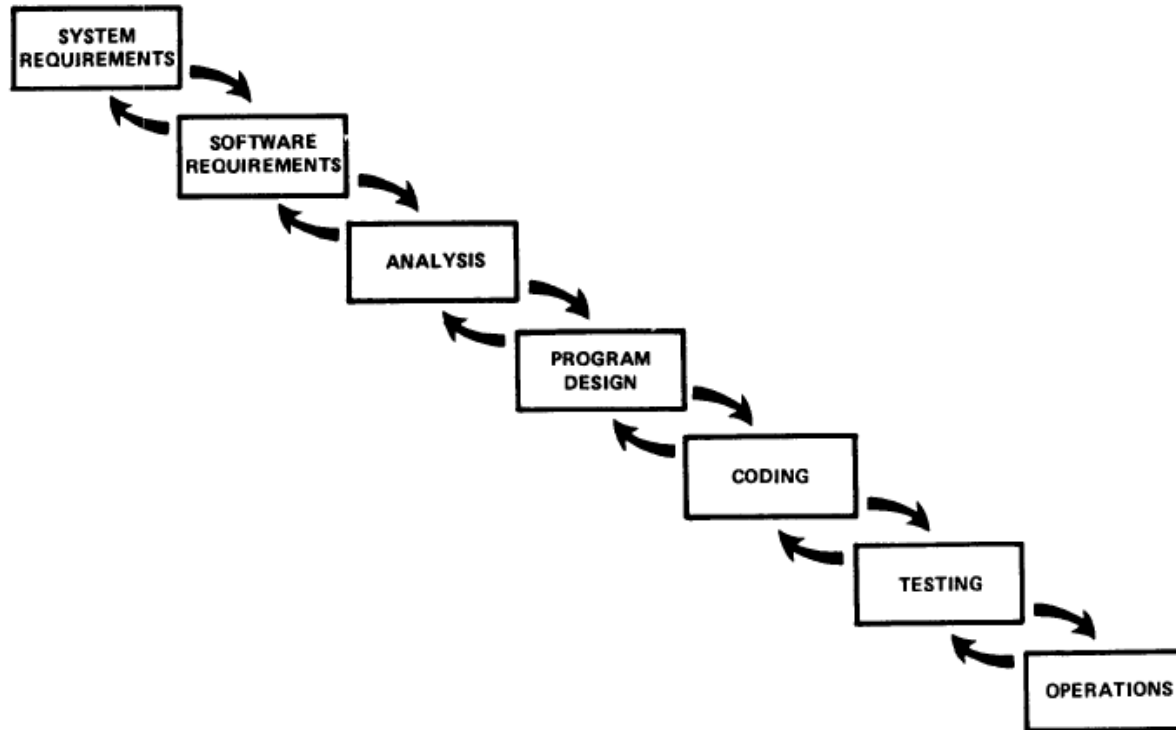 SYSTEM
REQUIREMENTS
SOFTWARE
REQUIREMENTS
ANALYSIS
PROGRAM
DESIGN
CODING
TESTING
OPERATIONS